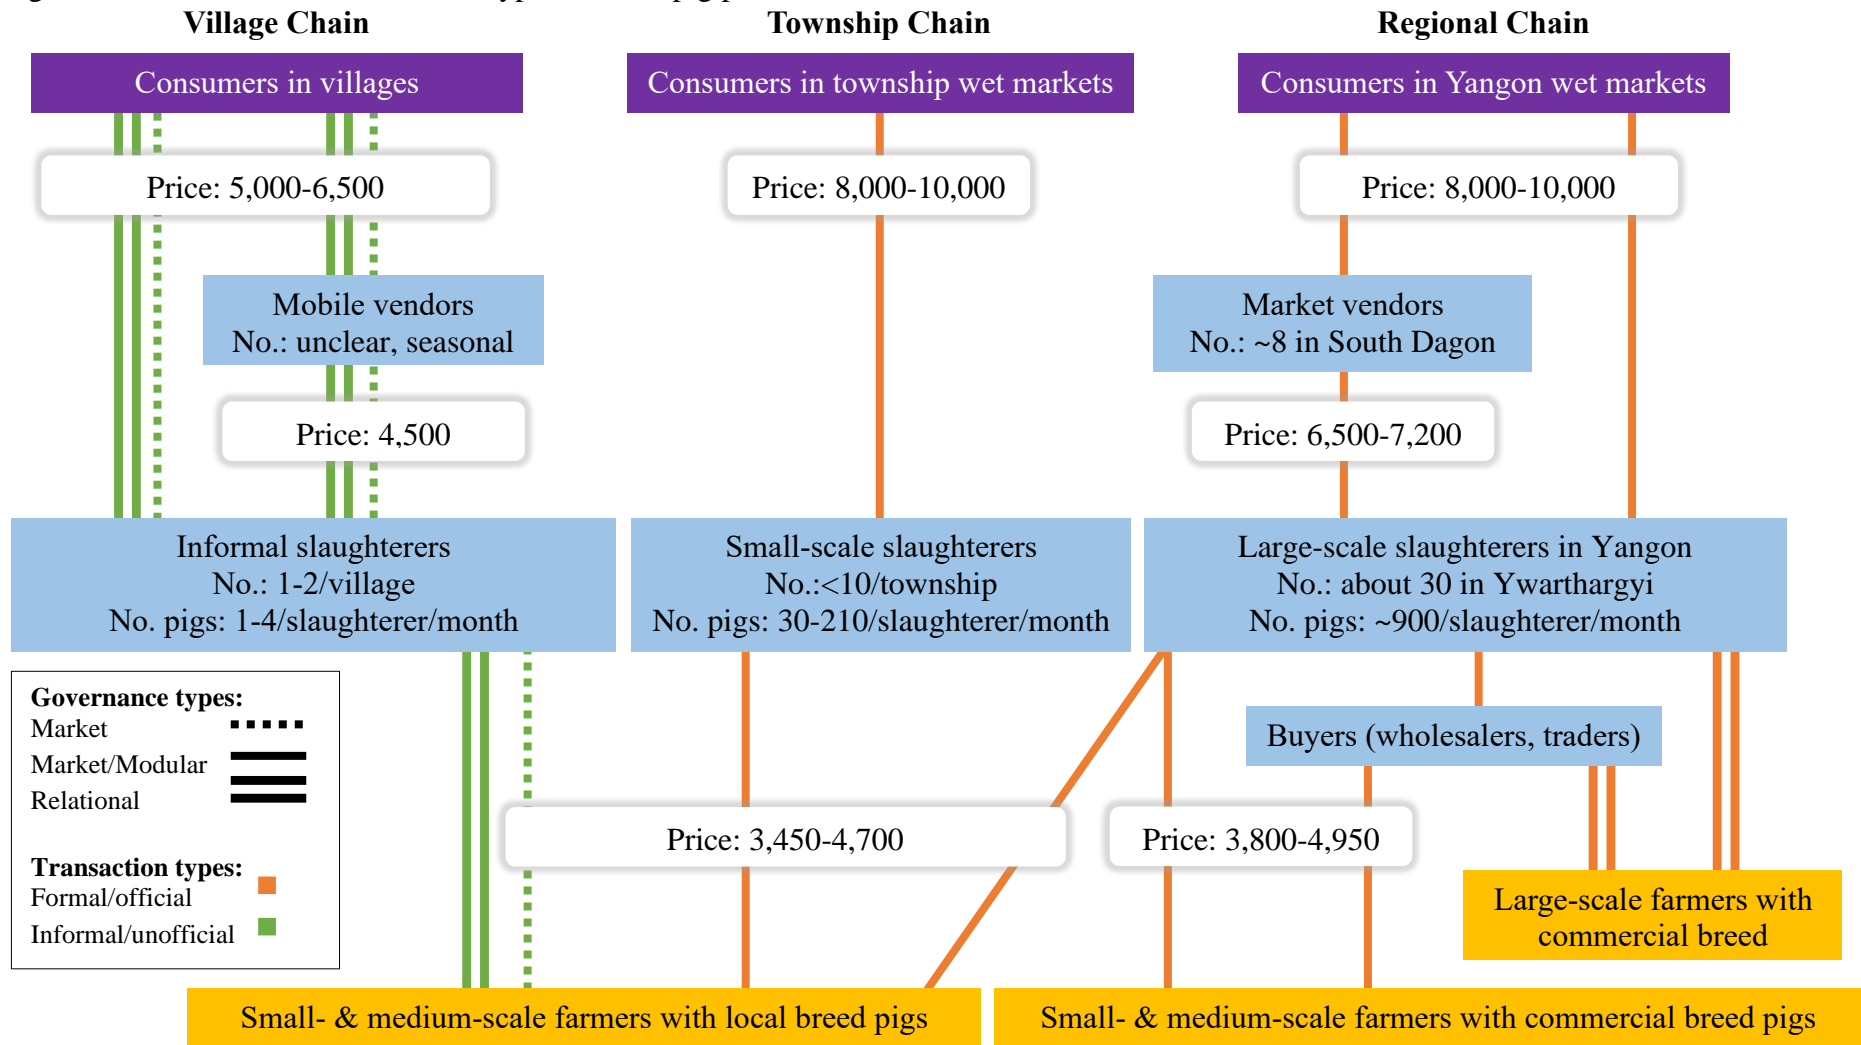 Village Chain
Township Chain
Regional Chain
Consumers in villages
Consumers in township wet markets
Consumers in Yangon wet markets
Price: 5,000-6,500
Price: 8,000-10,000
Price: 8,000-10,000
Mobile vendors
No.: unclear, seasonal
Market vendors
No.: ~8 in South Dagon
Price: 4,500
Price: 6,500-7,200
Informal slaughterers
No.: 1-2/village
No. pigs: 1-4/slaughterer/month
Small-scale slaughterers
No.:<10/township
No. pigs: 30-210/slaughterer/month
Large-scale slaughterers in Yangon
No.: about 30 in Ywarthargyi
No. pigs: ~900/slaughterer/month
Governance types:
Market
Market/Modular
Relational
Transaction types:
Formal/official
Informal/unofficial
Buyers (wholesalers, traders)
Price: 3,450-4,700
Price: 3,800-4,950
Large-scale farmers with
commercial breed
Small- & medium-scale farmers with local breed pigs
Small- & medium-scale farmers with commercial breed pigs